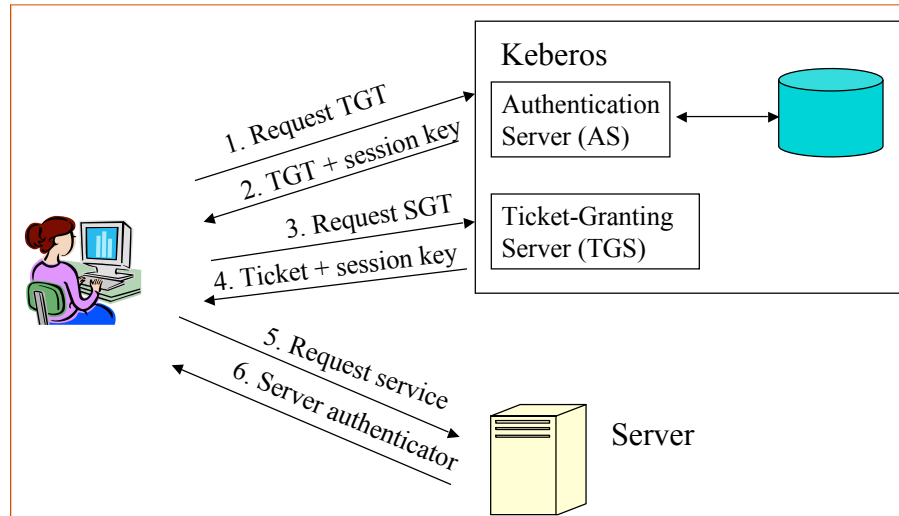 Keberos
1. Request TGT
Authentication
Server (AS)
2. TGT + session key
3. Request SGT
Ticket-Granting
Server (TGS)
4. Ticket + session key
5. Request service
6. Server authenticator
Server